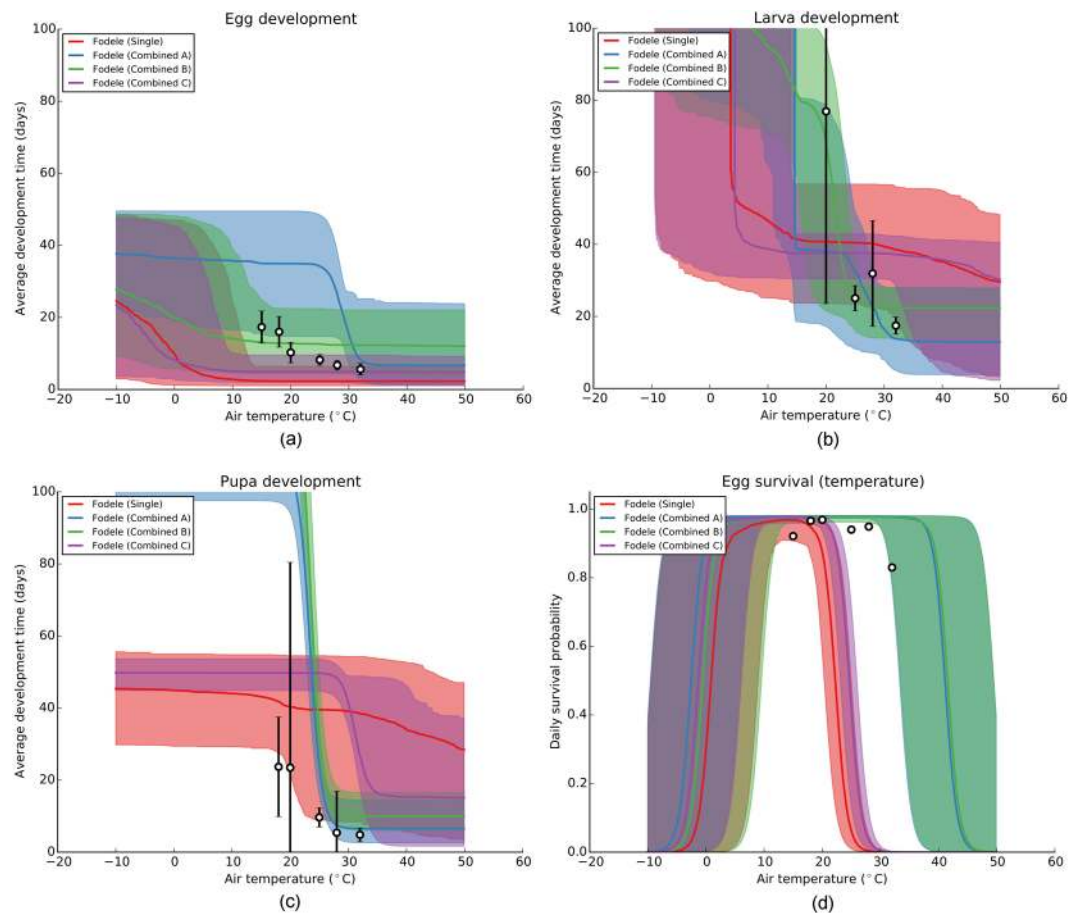 Egg development
Fodele (Single)
Fodele (Combined A)
Fodele (Combined B)
Fodele (Combined C)
Average development time (days)
100
80
60
40
20
0
−20
−10
0
10
20
30
40
50
60
Air temperature (°C)
(a)
Larva development
Fodele (Single)
Fodele (Combined A)
Fodele (Combined B)
Fodele (Combined C)
Average development time (days)
100
80
60
40
20
0
−20
−10
0
10
20
30
40
50
60
Air temperature (°C)
(b)
Pupa development
Fodele (Single)
Fodele (Combined A)
Fodele (Combined B)
Fodele (Combined C)
Average development time (days)
100
80
60
40
20
0
−20
−10
0
10
20
30
40
50
60
Air temperature (°C)
(c)
Egg survival (temperature)
Fodele (Single)
Fodele (Combined A)
Fodele (Combined B)
Fodele (Combined C)
Daily survival probability
1.0
0.8
0.6
0.4
0.2
0.0
−20
−10
0
10
20
30
40
50
60
Air temperature (°C)
(d)